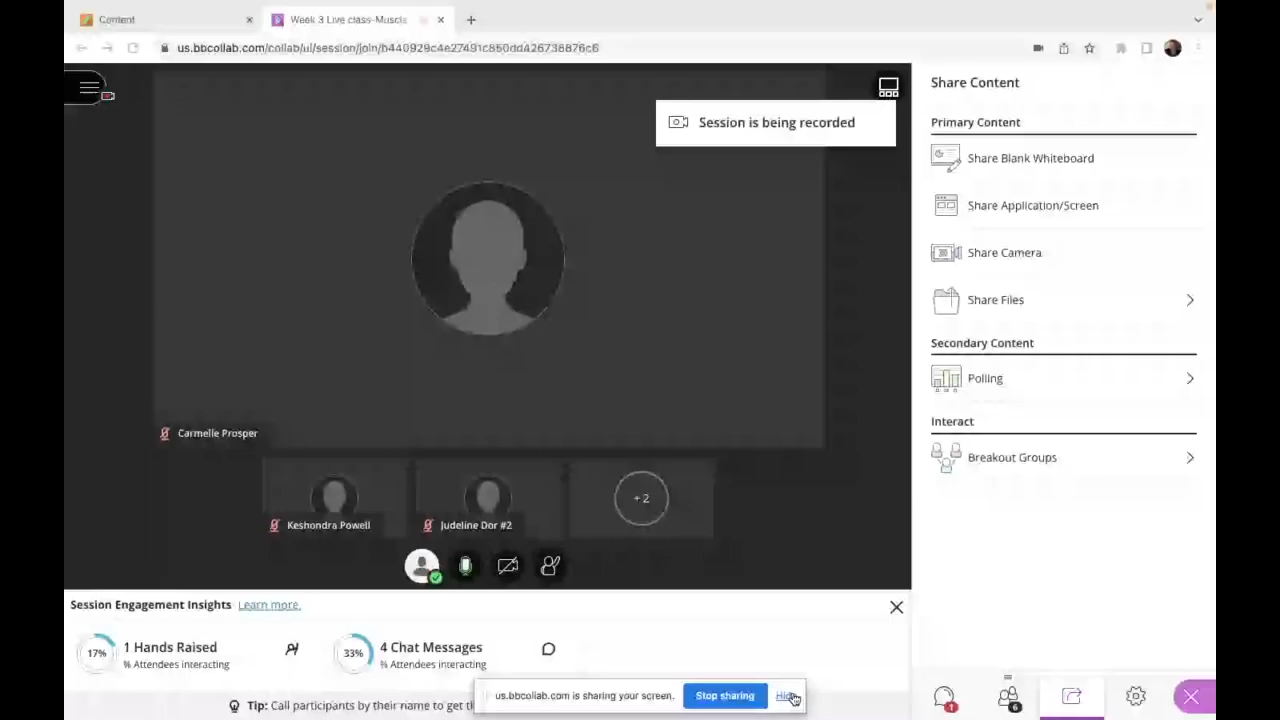 Content
Week 3 Live class-Muscle
us.bbcollab.com/collab/ui/session/join/b440929c4e27491c850dd426738876c6
Session is being recorded
Carmelle Prosper
Keshondra Powell
Judeline Dor #2
+ 2
Share Content
Primary Content
Share Blank Whiteboard
Share Application/Screen
Share Camera
Share Files
Secondary Content
Polling
Interact
Breakout Groups
Session Engagement Insights Learn more.
17%
1 Hands Raised
% Attendees interacting
33%
4 Chat Messages
% Attendees interacting
Tip: Call participants by their name to get
us.bbcollab.com is sharing your screen. Stop sharing Hide
1
6